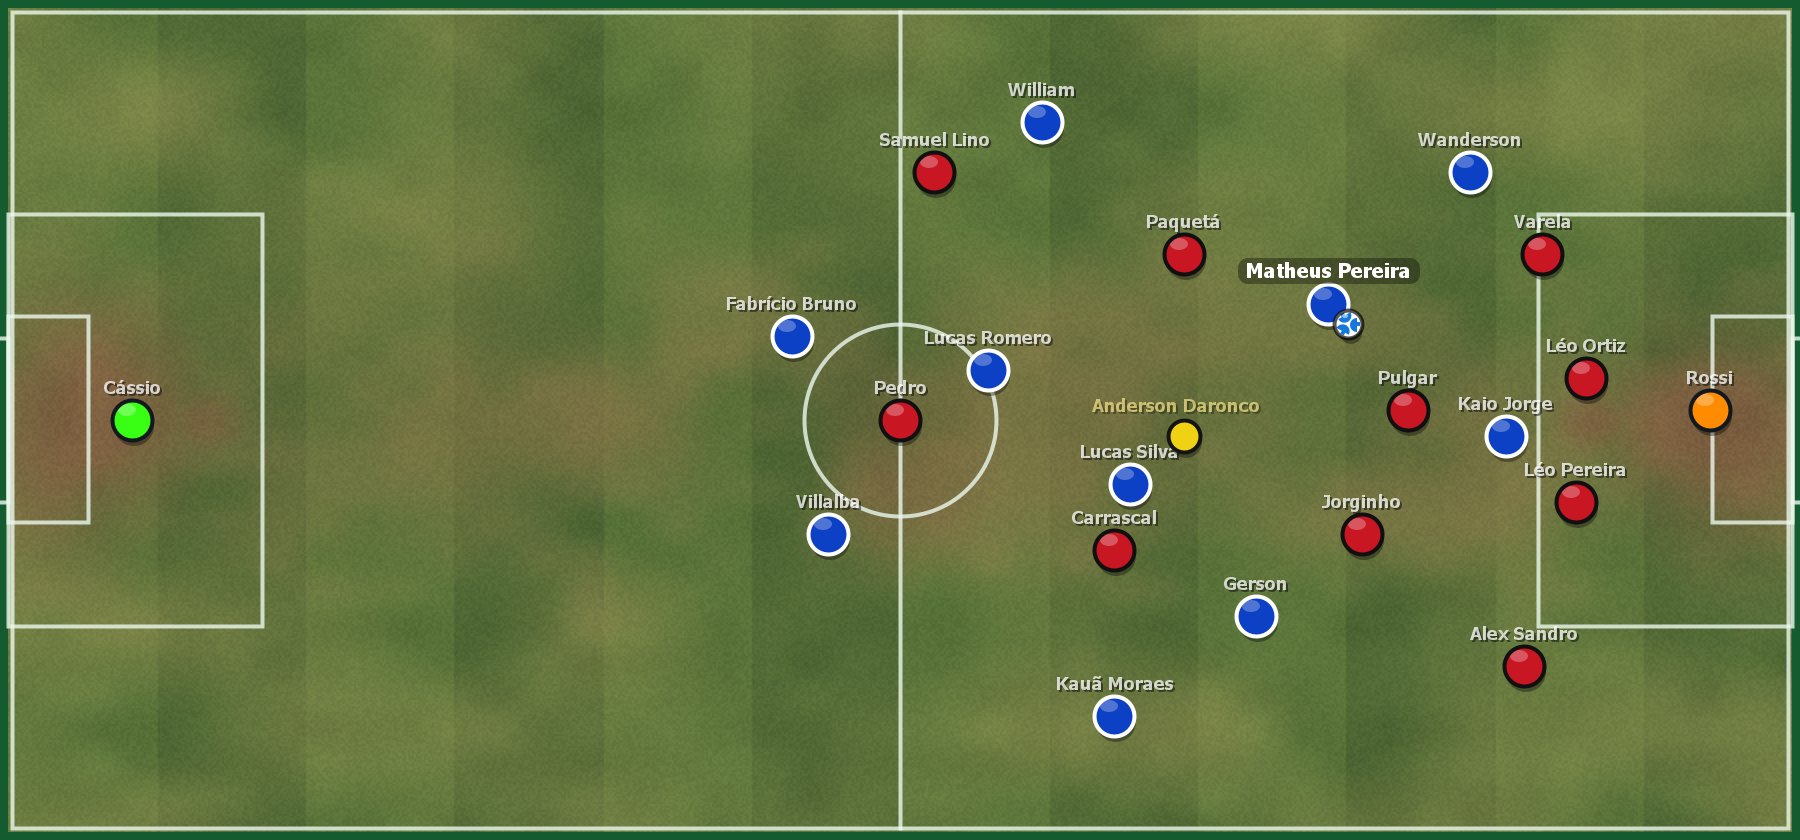 William
Samuel Lino
Wanderson
Paquetá
Varela
Matheus Pereira
Fabrício Bruno
Lucas Romero
Léo Ortiz
Cássio
Pedro
Pulgar
Rossi
Anderson Daronco
Kaio Jorge
Lucas Silva
Léo Pereira
Villalba
Carrascal
Jorginho
Gerson
Alex Sandro
Kauã Moraes